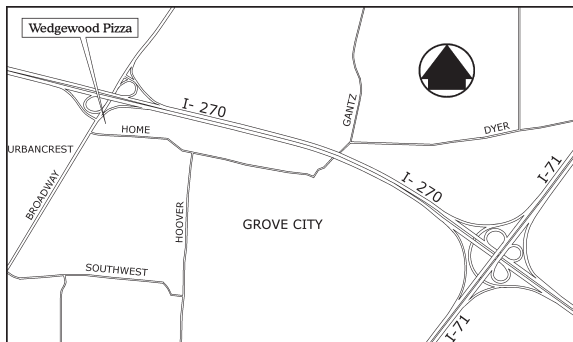 Wedgewood Pizza
I- 270
HOME
GANTZ
DYER
URBANCREST
I-71
I- 270
BROADWAY
HOOVER
GROVE CITY
SOUTHWEST
I-71